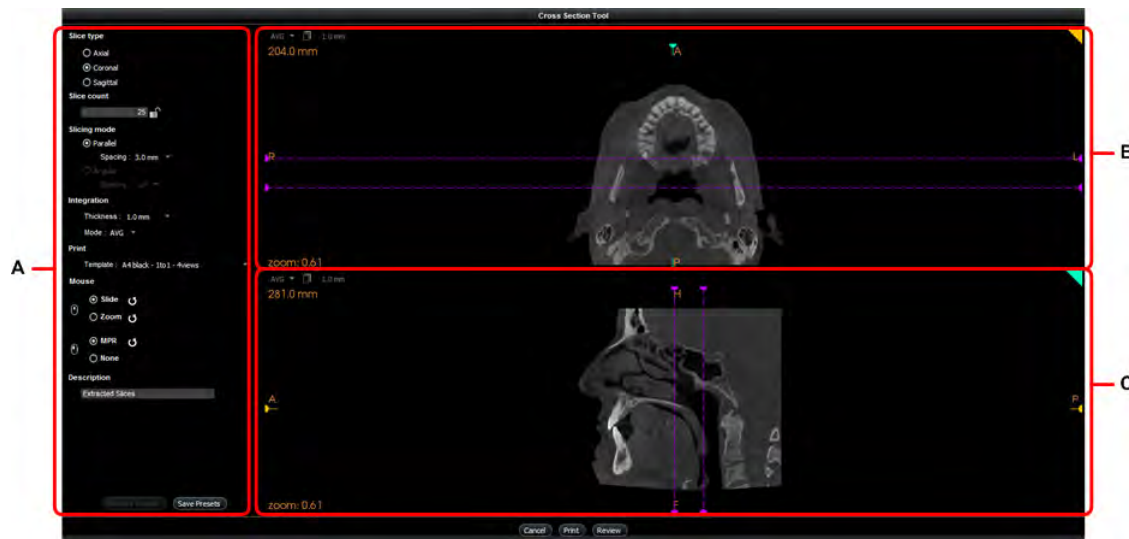 Cross Section Tool
Slice type
Axial
Coronal
Sagittal
Slice count
25
Slicing mode
Parallel
Spacing : 3.0 mm
Angular
Integration
Thickness : 1.0 mm
Mode : AVG
Print
Template : A4 black - 1to1 - 4views
Mouse
Slide
Zoom
MPR
None
Description
Extracted Slices
Save Presets
A
AVG 1.0 mm
204.0 mm
A
R
L
P
zoom: 0.61
B
AVG 1.0 mm
281.0 mm
H
A
P
F
zoom: 0.61
C
Cancel Print Review